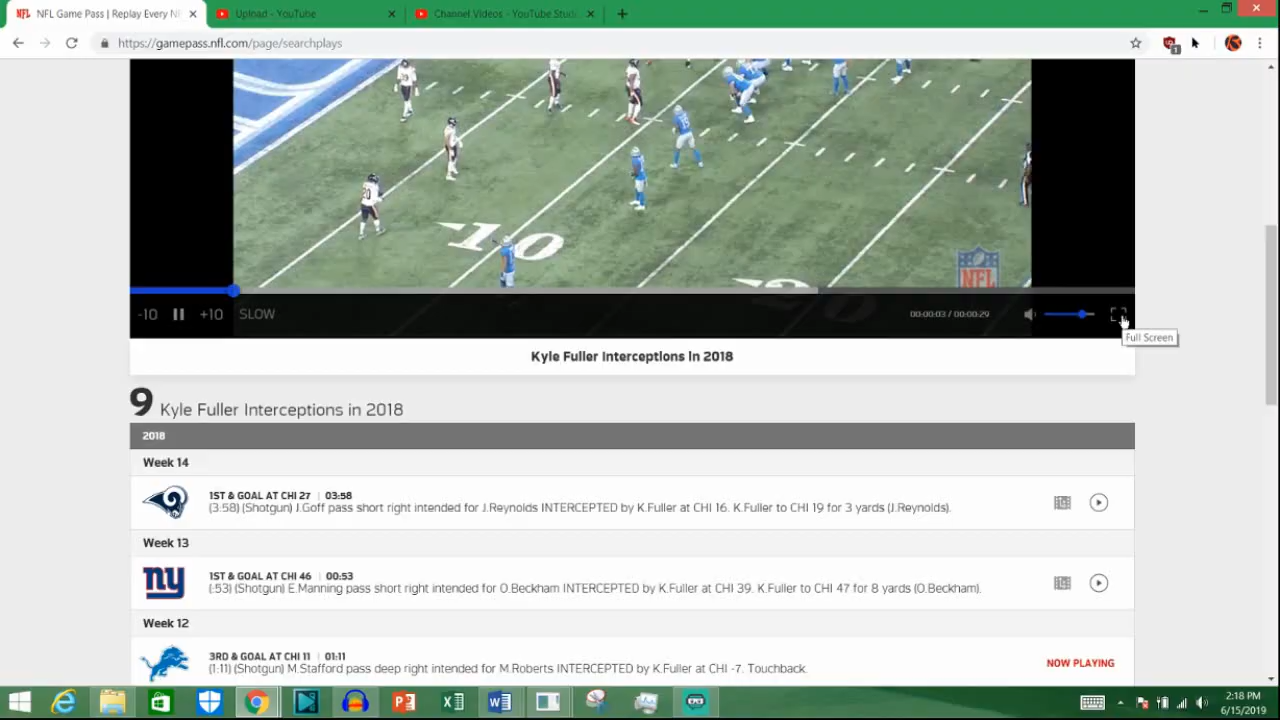 NFL Game Pass | Replay Every N
Upload - YouTube
Channel Videos - YouTube Studi
https://gamepass.nfl.com/page/searchplays
1
10
NFL
-10
+10
SLOW
00:00:03 / 00:00:29
Full Screen
Kyle Fuller Interceptions in 2018
9 Kyle Fuller Interceptions in 2018
2018
Week 14
1ST & GOAL AT CHI 27 | 03:58
(3:58) (Shotgun) J.Goff pass short right intended for J.Reynolds INTERCEPTED by K.Fuller at CHI 16. K.Fuller to CHI 19 for 3 yards (J.Reynolds).
Week 13
ny
1ST & GOAL AT CHI 46 | 00:53
(:53) (Shotgun) E.Manning pass short right intended for O.Beckham INTERCEPTED by K.Fuller at CHI 39. K.Fuller to CHI 47 for 8 yards (O.Beckham).
Week 12
3RD & GOAL AT CHI 11 | 01:11
(1:11) (Shotgun) M.Stafford pass deep right intended for M.Roberts INTERCEPTED by K.Fuller at CHI -7. Touchback.
NOW PLAYING
2:18 PM
6/15/2019